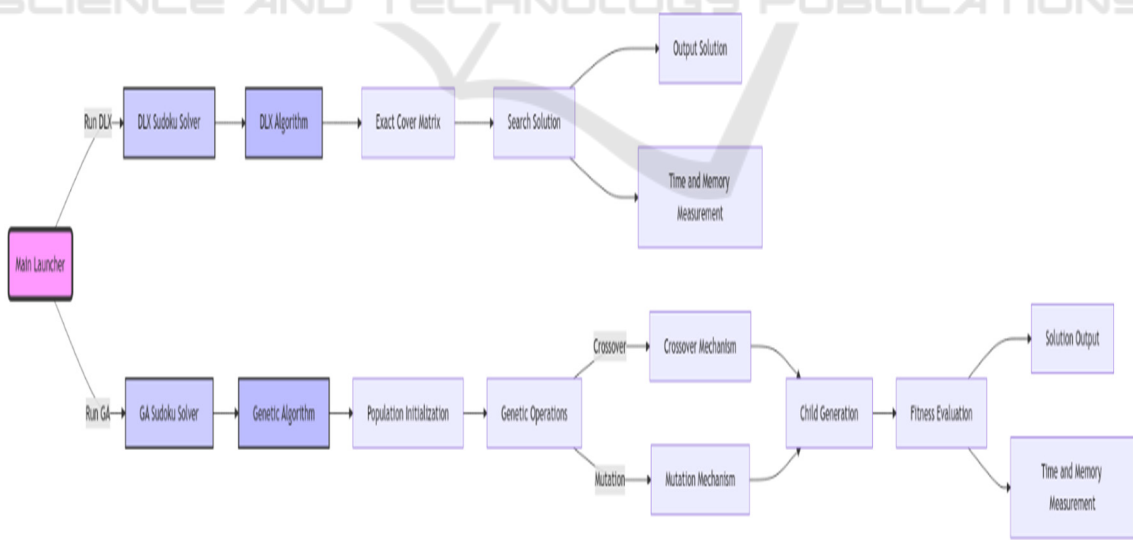 SCIENCE AND TECHNOLOGY PUBLICATIONS
Output Solution
Run DLX
DLX Sudoku Solver
DLX Algorithm
Exact Cover Matrix
Search Solution
Time and Memory
Measurement
Main Launcher
Crossover
Crossover Mechanism
Solution Output
Run GA
GA Sudoku Solver
Genetic Algorithm
Population Initialization
Genetic Operations
Child Generation
Fitness Evaluation
Mutation
Mutation Mechanism
Time and Memory
Measurement